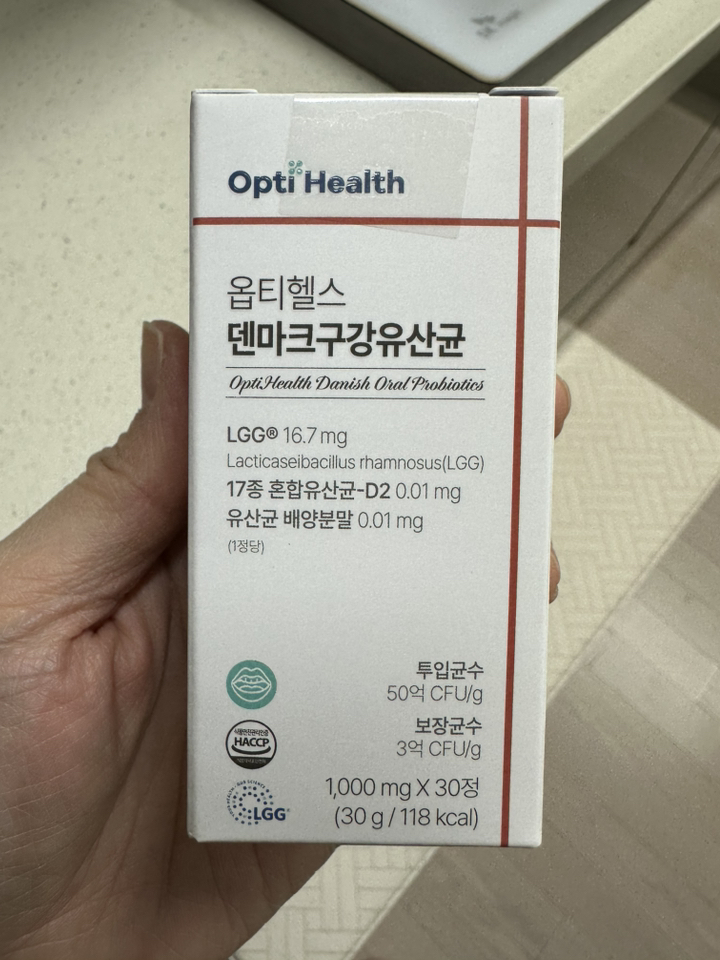 Opti Health
옵티헬스
덴마크구강유산균
OptiHealth Danish Oral Probiotics
LGG® 16.7 mg
Lacticaseibacillus rhamnosus(LGG)
17종 혼합유산균-D2 0.01 mg
유산균 배양분말 0.01 mg
(1정당)
투입균수
50억 CFU/g
보장균수
3억 CFU/g
HACCP
1,000 mg X 30정
LGG®
(30 g / 118 kcal)